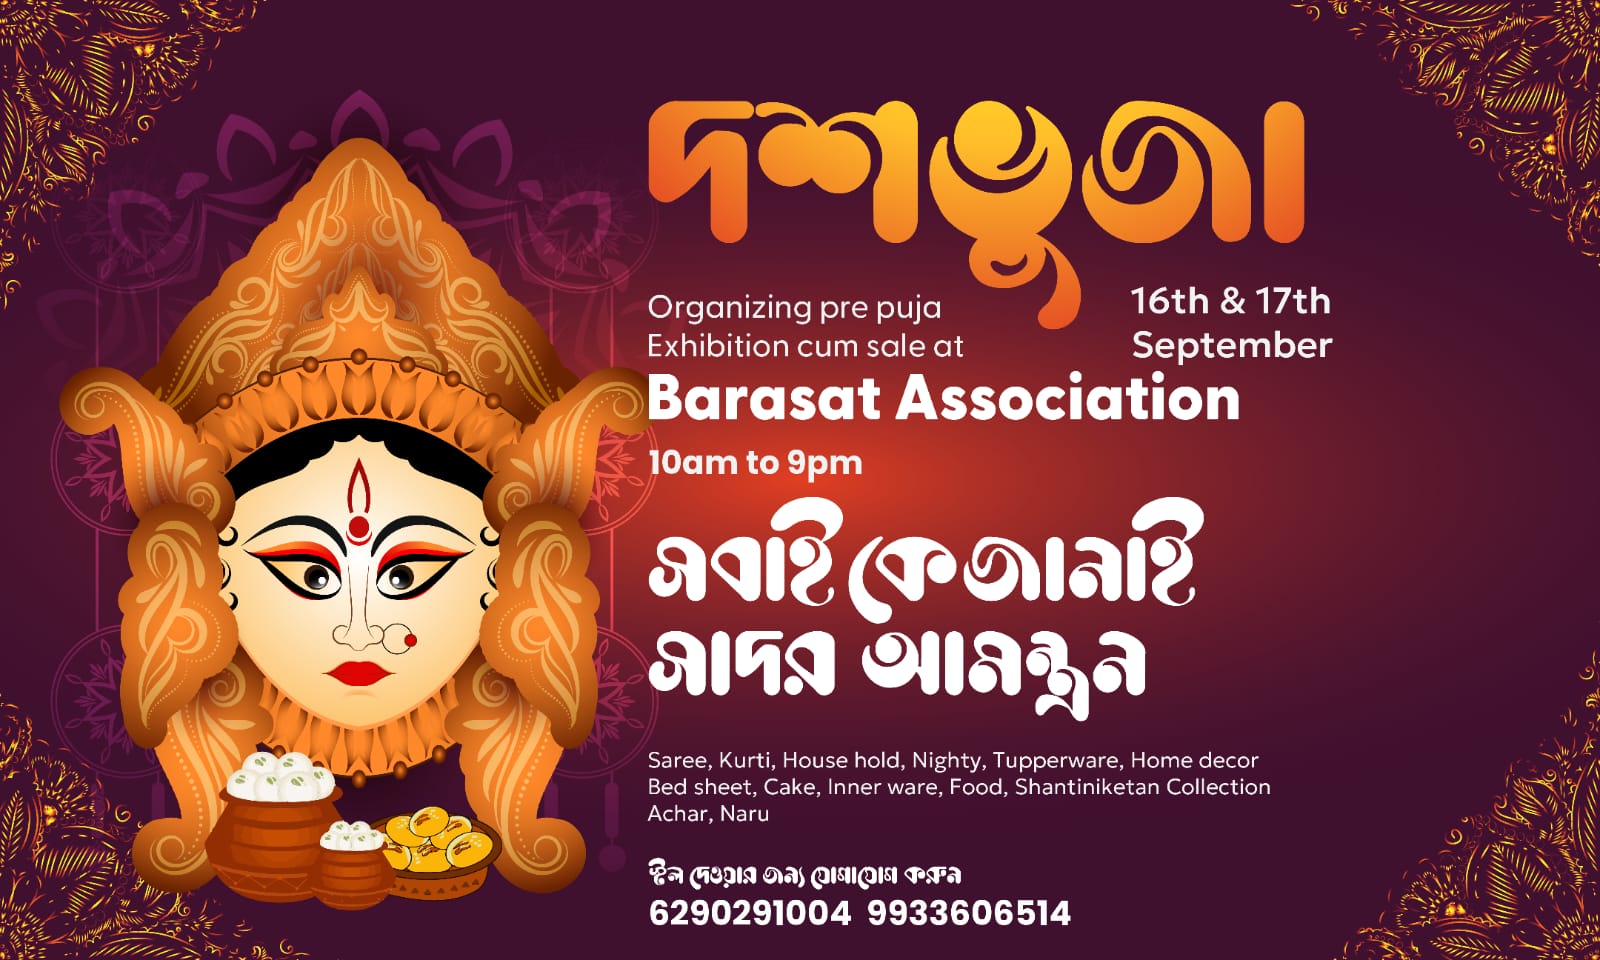 দশভুজা
Organizing pre puja
Exhibition cum sale at
16th & 17th
September
Barasat Association
10am to 9pm
সবাই কে জানাই
সাদর আমন্ত্রন
Saree, Kurti, House hold, Nighty, Tupperware, Home decor
Bed sheet, Cake, Inner ware, Food, Shantiniketan Collection
Achar, Naru
স্টল দেওয়ার জন্য যোগাযোগ করুন
6290291004 9933606514